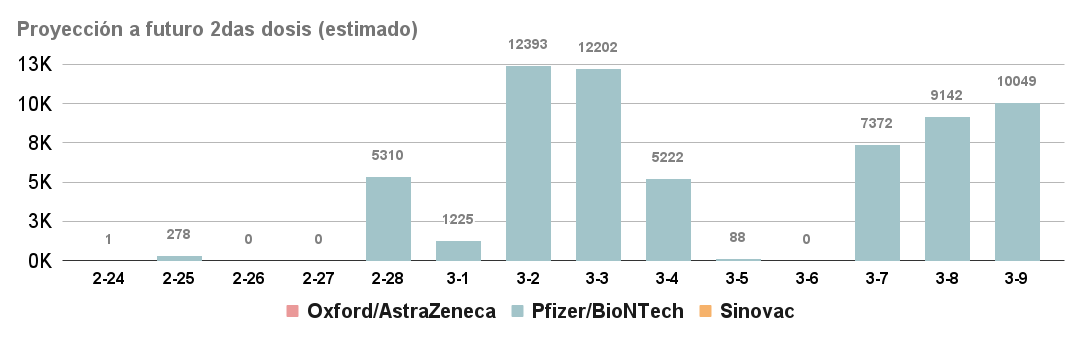 Proyección a futuro 2das dosis (estimado)
13K
10K
8K
5K
3K
0K
1
278
0
0
5310
1225
12393
12202
5222
88
0
7372
9142
10049
2-24
2-25
2-26
2-27
2-28
3-1
3-2
3-3
3-4
3-5
3-6
3-7
3-8
3-9
Oxford/AstraZeneca
Pfizer/BioNTech
Sinovac